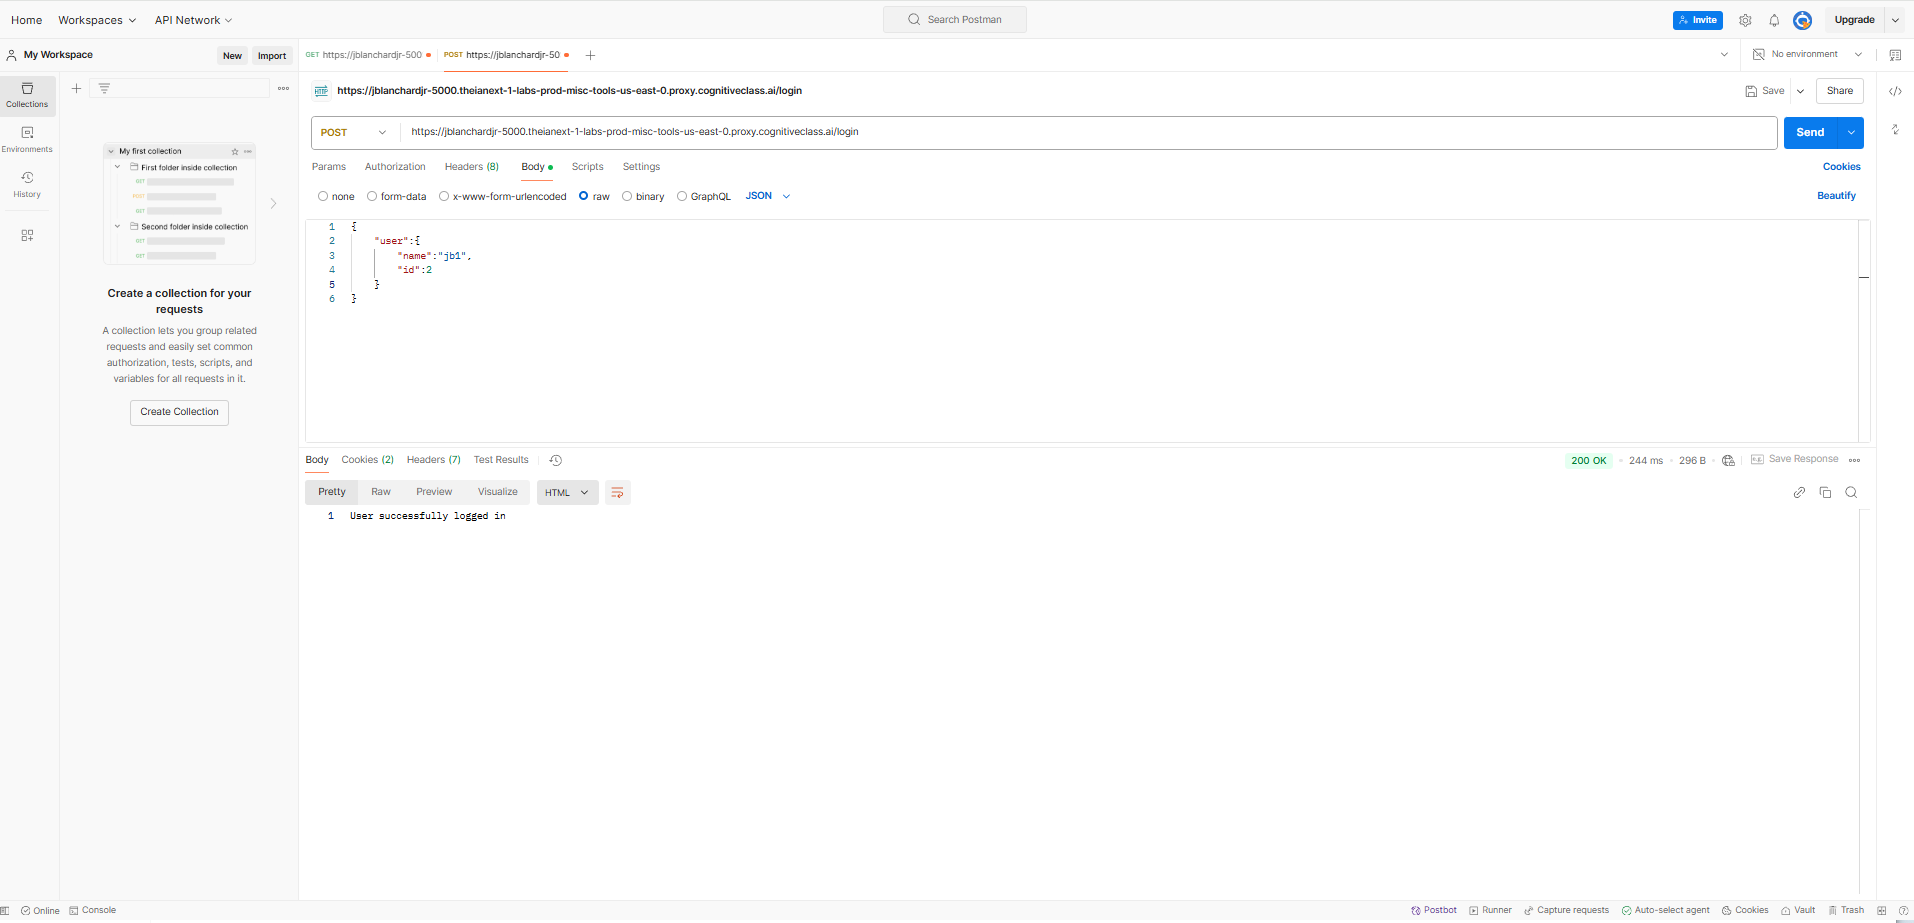 Home Workspaces API Network Search Postman Invite Upgrade
My Workspace New Import GET https://jblanchardjr-500 POST https://jblanchardjr-50 No environment
Collections
Environments
History
My first collection
First folder inside collection
GET
POST
GET
Second folder inside collection
GET
GET
Create a collection for your
requests
A collection lets you group related
requests and easily set common
authorization, tests, scripts, and
variables for all requests in it.
Create Collection
HTTP https://jblanchardjr-5000.theianext-1-labs-prod-misc-tools-us-east-0.proxy.cognitiveclass.ai/login Save Share
POST https://jblanchardjr-5000.theianext-1-labs-prod-misc-tools-us-east-0.proxy.cognitiveclass.ai/login Send
Params Authorization Headers (8) Body Scripts Settings Cookies
none form-data x-www-form-urlencoded raw binary GraphQL JSON Beautify
1 {
2 "user":{
3 "name":"jb1",
4 "id":2
5 }
6 }
Body Cookies (2) Headers (7) Test Results 200 OK 244 ms 296 B Save Response
Pretty Raw Preview Visualize HTML
1 User successfully logged in
Online Console Postbot Runner Capture requests Auto-select agent Cookies Vault Trash